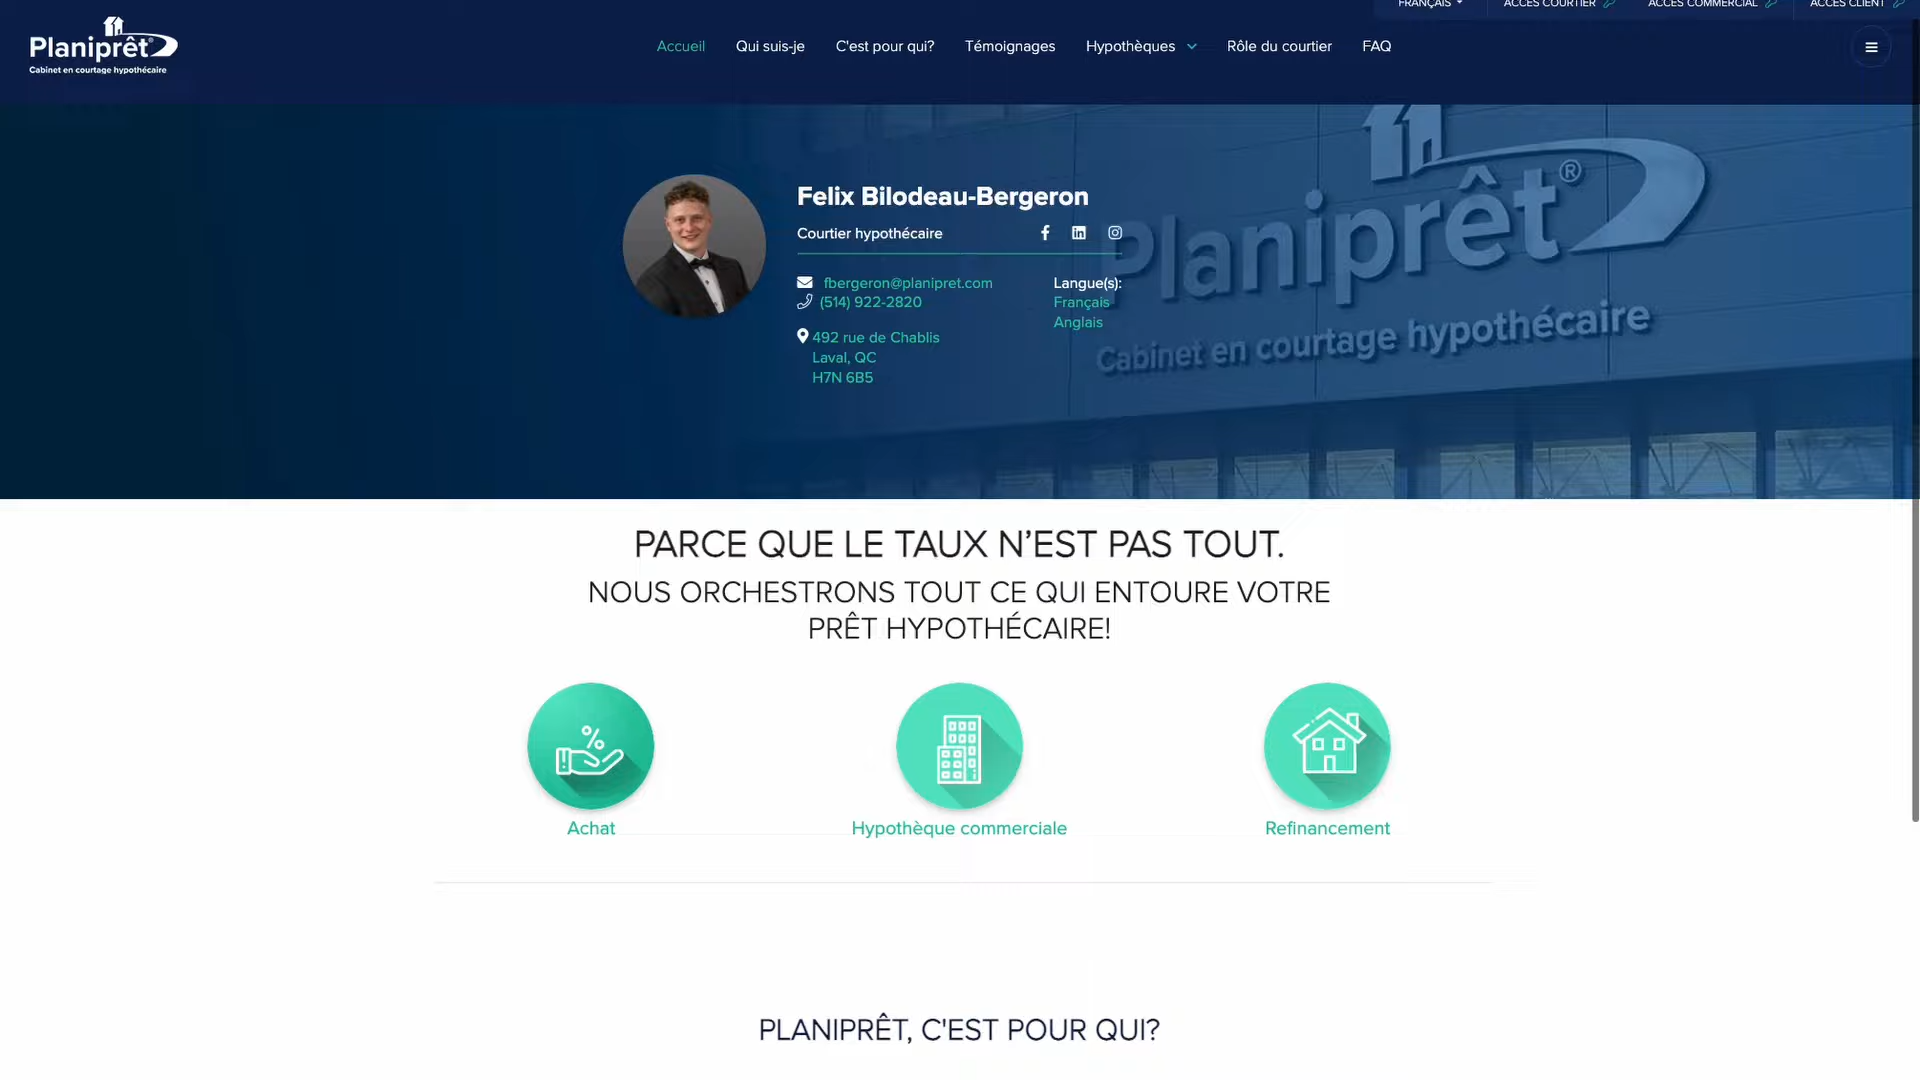 FRANÇAIS
ACCÈS COURTIER
ACCÈS COMMERCIAL
ACCÈS CLIENT
Planiprêt
Cabinet en courtage hypothécaire
Accueil
Qui suis-je
C'est pour qui?
Témoignages
Hypothèques
Rôle du courtier
FAQ
Planiprêt®
Cabinet en courtage hypothécaire
Felix Bilodeau-Bergeron
Courtier hypothécaire
fbergeron@planipret.com
(514) 922-2820
492 rue de Chablis
Laval, QC
H7N 6B5
Langue(s):
Français
Anglais
PARCE QUE LE TAUX N’EST PAS TOUT.
NOUS ORCHESTRONS TOUT CE QUI ENTOURE VOTRE
PRÊT HYPOTHÉCAIRE!
Achat
Hypothèque commerciale
Refinancement
PLANIPRÊT, C'EST POUR QUI?